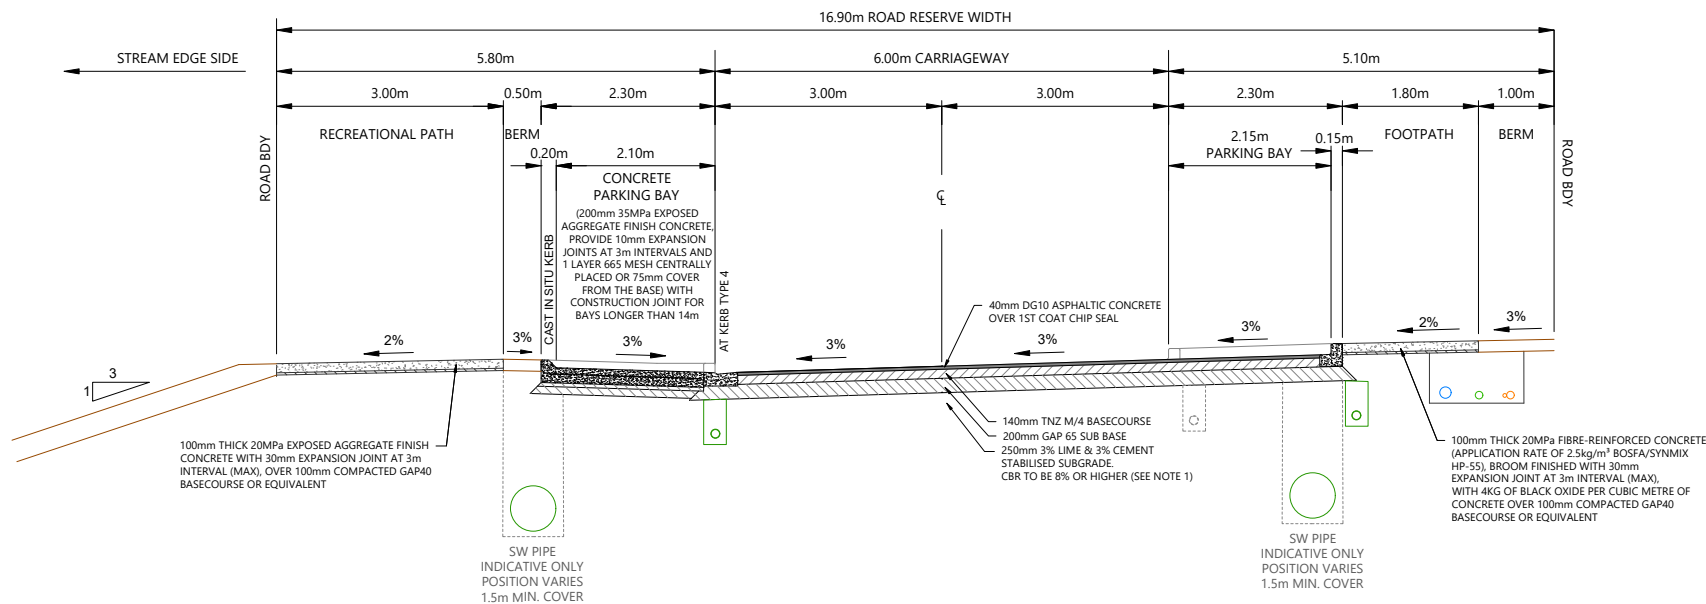 16.90m ROAD RESERVE WIDTH
STREAM EDGE SIDE
5.80m
6.00m CARRIAGEWAY
5.10m
3.00m
0.50m
2.30m
3.00m
3.00m
2.30m
1.80m
1.00m
ROAD BDY
RECREATIONAL PATH
BERM
0.20m
2.10m
CONCRETE
PARKING BAY
(200mm 35MPa EXPOSED
AGGREGATE FINISH CONCRETE,
PROVIDE 10mm EXPANSION
JOINTS AT 3m INTERVALS AND
1 LAYER 665 MESH CENTRALLY
PLACED OR 75mm COVER
FROM THE BASE) WITH
CONSTRUCTION JOINT FOR
BAYS LONGER THAN 14m
CAST IN SITU KERB
AT KERB TYPE 4
℄
2.15m
PARKING BAY
0.15m
FOOTPATH
BERM
ROAD BDY
40mm DG10 ASPHALTIC CONCRETE
OVER 1ST COAT CHIP SEAL
2%
3%
3%
3%
3%
3%
2%
3%
3
1
100mm THICK 20MPa EXPOSED AGGREGATE FINISH
CONCRETE WITH 30mm EXPANSION JOINT AT 3m
INTERVAL (MAX), OVER 100mm COMPACTED GAP40
BASECOURSE OR EQUIVALENT
140mm TNZ M/4 BASECOURSE
200mm GAP 65 SUB BASE
250mm 3% LIME & 3% CEMENT
STABILISED SUBGRADE.
CBR TO BE 8% OR HIGHER (SEE NOTE 1)
100mm THICK 20MPa FIBRE-REINFORCED CONCRETE
(APPLICATION RATE OF 2.5kg/m³ BOSFA/SYNMIX
HP-55), BROOM FINISHED WITH 30mm
EXPANSION JOINT AT 3m INTERVAL (MAX),
WITH 4KG OF BLACK OXIDE PER CUBIC METRE OF
CONCRETE OVER 100mm COMPACTED GAP40
BASECOURSE OR EQUIVALENT
SW PIPE
INDICATIVE ONLY
POSITION VARIES
1.5m MIN. COVER
SW PIPE
INDICATIVE ONLY
POSITION VARIES
1.5m MIN. COVER